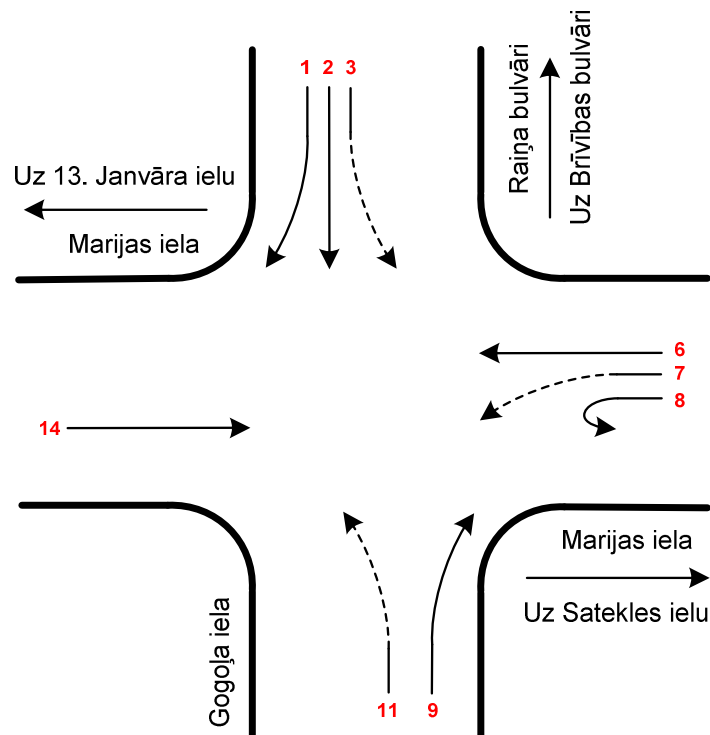 1 2 3
Uz 13. Janvāra ielu
Marijas iela
Raiņa bulvāri
Uz Brīvības bulvāri
6
7
8
14
Marijas iela
Uz Satekles ielu
Gogoļa iela
11 9